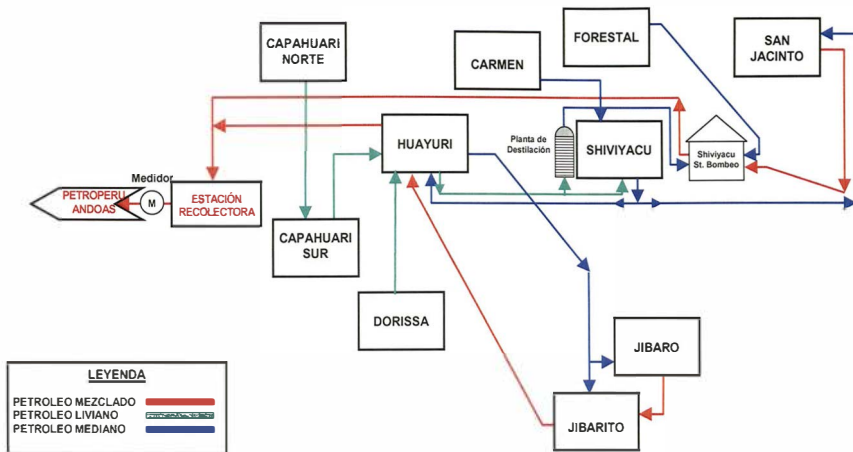 FORESTAL
CAPAHUARI
NORTE
SAN
JACINTO
CARMEN
HUAYURI
Planta de
Destilación
SHIVIYACU
Shiviyacu
St. Bombeo
Medidor
PETROPERU
ANDOAS
M
ESTACIÓN
RECOLECTORA
CAPAHUARI
SUR
DORISSA
JIBARO
JIBARITO
LEYENDA
PETROLEO MEZCLADO
PETROLEO LIVIANO
PETROLEO MEDIANO